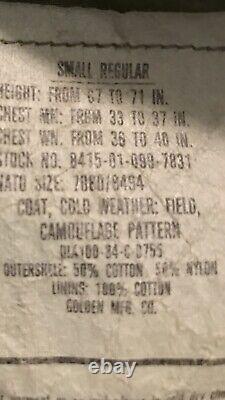 SMALL REGULAR
HEIGHT: FROM 67 TO 71 IN.
CHEST MN: FROM 33 TO 37 IN.
CHEST WN. FROM 36 TO 40 IN.
STOCK NO. 8415-01-099-7831
NATO SIZE: 7080/8494
COAT, COLD WEATHER: FIELD,
CAMOUFLAGE PATTERN
DLA100-84-C-0755
OUTERSHELL: 50% COTTON, 50% NYLON
LINING: 100% COTTON
GOLDEN MFG. CO.
ebay